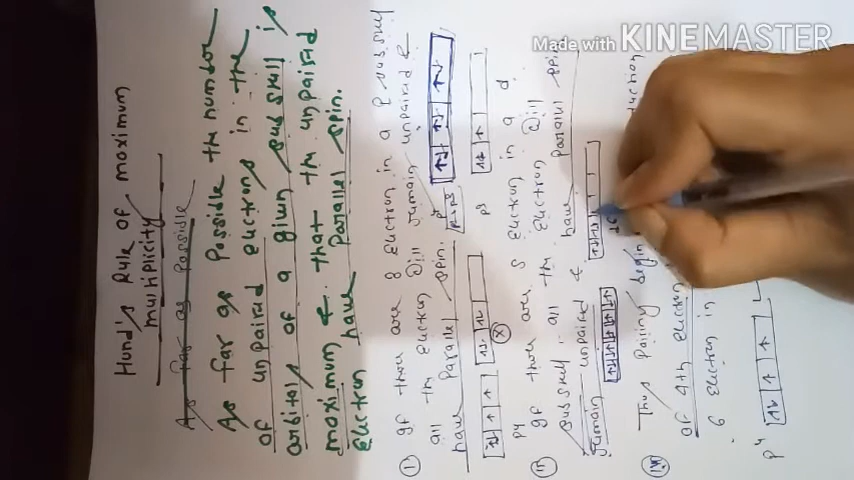 Made with KINEMASTER
Hund's Rule of maximum
multiplicity
As far as possible
As far as possible the number
of unpaired electrons in the
orbitals of a given subshell is
maximum & that the unpaired
electron have parallel spin.
(i) If there are 3 electron in a p subshell
all the electron will remain unpaired &
have parallel spin.
p4
p3
(ii) If there are 5 electron in a d
subshell all the electron will
remain unpaired & have parallel spin
(iii) Thus pairing begin
of 4th electron
6 electron in
p4